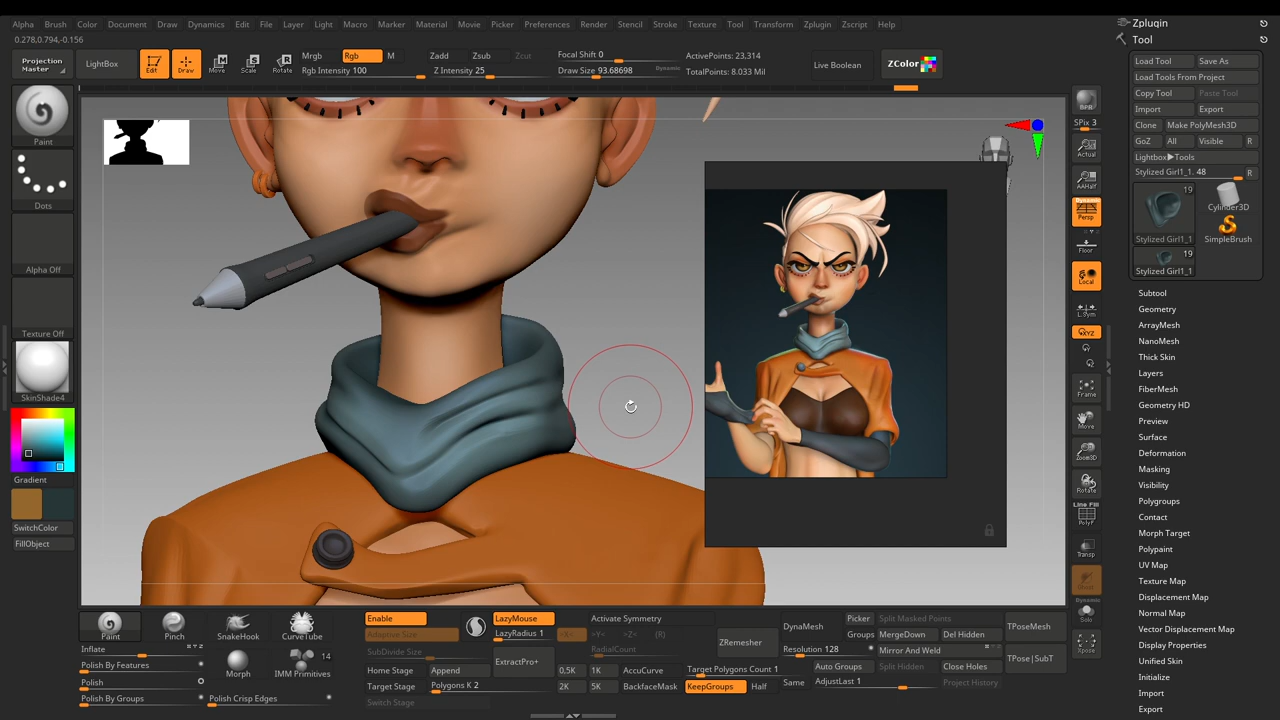 Alpha Brush Color Document Draw Dynamics Edit File Layer Light Macro Marker Material Movie Picker Preferences Render Stencil Stroke Texture Tool Transform Zplugin Zscript Help
0.278,0.794,-0.156
Projection Master
LightBox
Edit
Draw
Move
Scale
Rotate
Mrgb Rgb M
Rgb Intensity 100
Zadd Zsub Zcut
Z Intensity 25
Focal Shift 0
Draw Size 93.68698
Dynamic
ActivePoints: 23,314
TotalPoints: 8.033 Mil
Live Boolean
ZColor
Paint
Dots
Alpha Off
Texture Off
SkinShade4
Gradient
SwitchColor
FillObject
BPR
SPix 3
Actual
AAHalf
Dynamic
Persp
Floor
Local
L.Sym
XYZ
Frame
Move
Zoom3D
Rotate
Line Fill
PolyF
Transp
Dynamic
Solo
Xpose
Zplugin
Tool
Load Tool Save As
Load Tools From Project
Copy Tool Paste Tool
Import Export
Clone Make PolyMesh3D
GoZ All Visible R
Lightbox▶Tools
Stylized Girl1_1. 48 R
19
Stylized Girl1_1
Cylinder3D
SimpleBrush
19
Stylized Girl1_1
Subtool
Geometry
ArrayMesh
NanoMesh
Thick Skin
Layers
FiberMesh
Geometry HD
Preview
Surface
Deformation
Masking
Visibility
Polygroups
Contact
Morph Target
Polypaint
UV Map
Texture Map
Displacement Map
Normal Map
Vector Displacement Map
Display Properties
Unified Skin
Initialize
Import
Export
Paint
Pinch
SnakeHook
CurveTube
Inflate
Polish By Features
Polish
Polish By Groups
Morph
14
IMM Primitives
Polish Crisp Edges
Enable
Adaptive Size
SubDivide Size
Home Stage Append
Target Stage Polygons K 2
Switch Stage
LazyMouse
LazyRadius 1
ExtractPro+
Activate Symmetry
>X< >Y< >Z< (R)
RadialCount
0.5K 1K AccuCurve
2K 5K BackfaceMask
Target Polygons Count 1
KeepGroups Half
ZRemesher
Same
DynaMesh
Resolution 128
Auto Groups
AdjustLast 1
Picker
Groups
Split Masked Points
MergeDown Del Hidden
Mirror And Weld
Split Hidden Close Holes
Project History
TPoseMesh
TPose|SubT